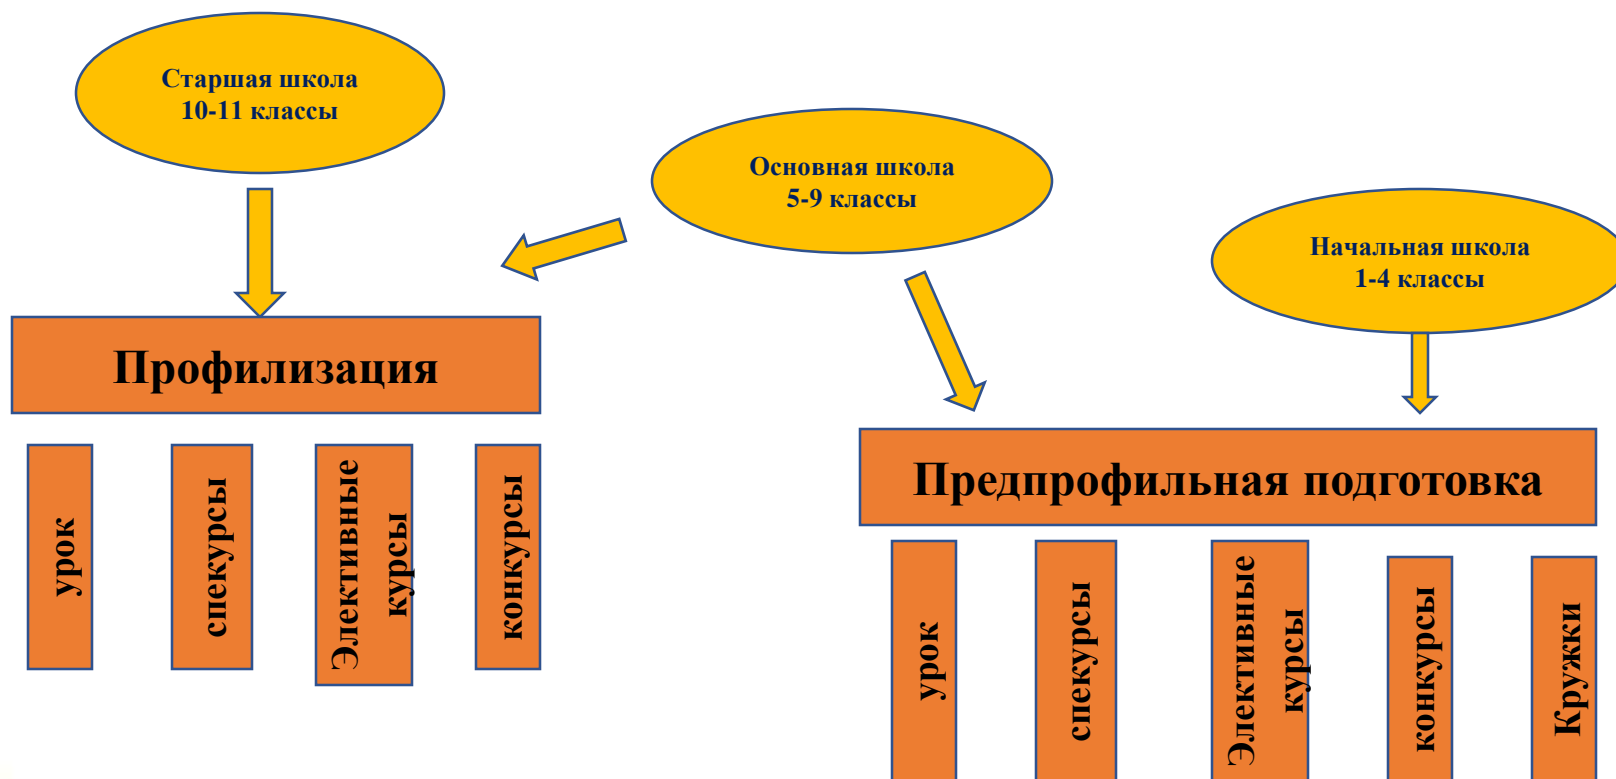 Старшая школа
10-11 классы
Основная школа
5-9 классы
Начальная школа
1-4 классы
Профилизация
урок
спекурсы
Элективные
курсы
конкурсы
Предпрофильная подготовка
урок
спекурсы
Элективные
курсы
конкурсы
Кружки